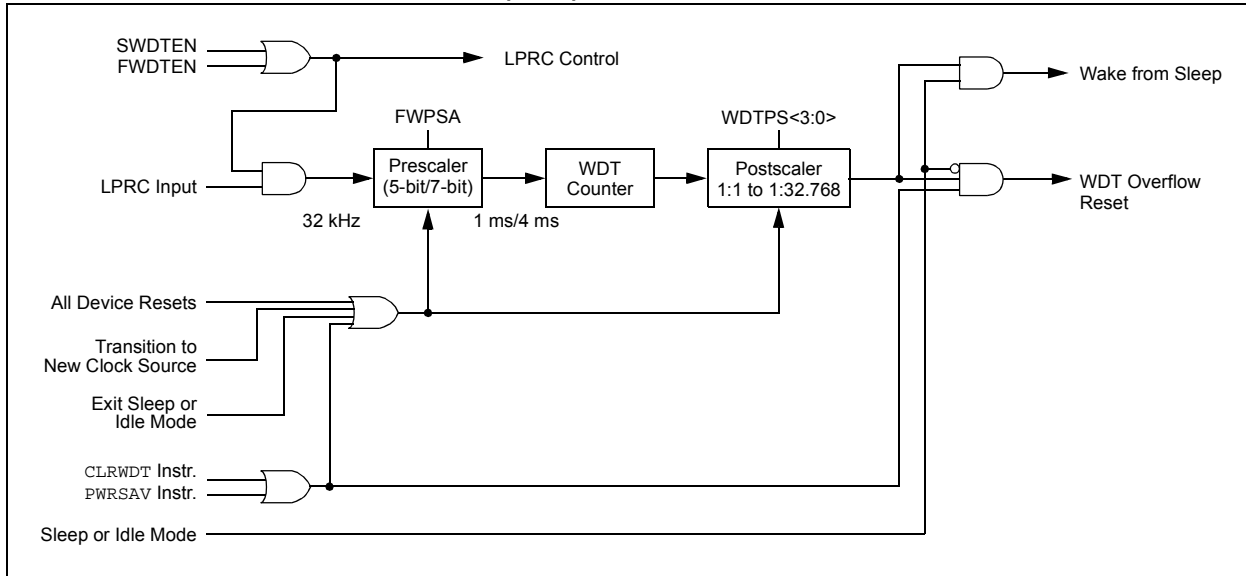 SWDTEN
FWDTEN
LPRC Control
Wake from Sleep
FWPSA
WDTPS<3:0>
LPRC Input
Prescaler
(5-bit/7-bit)
WDT
Counter
Postscaler
1:1 to 1:32.768
WDT Overflow
Reset
32 kHz
1 ms/4 ms
All Device Resets
Transition to
New Clock Source
Exit Sleep or
Idle Mode
CLRWDT Instr.
PWRSAV Instr.
Sleep or Idle Mode